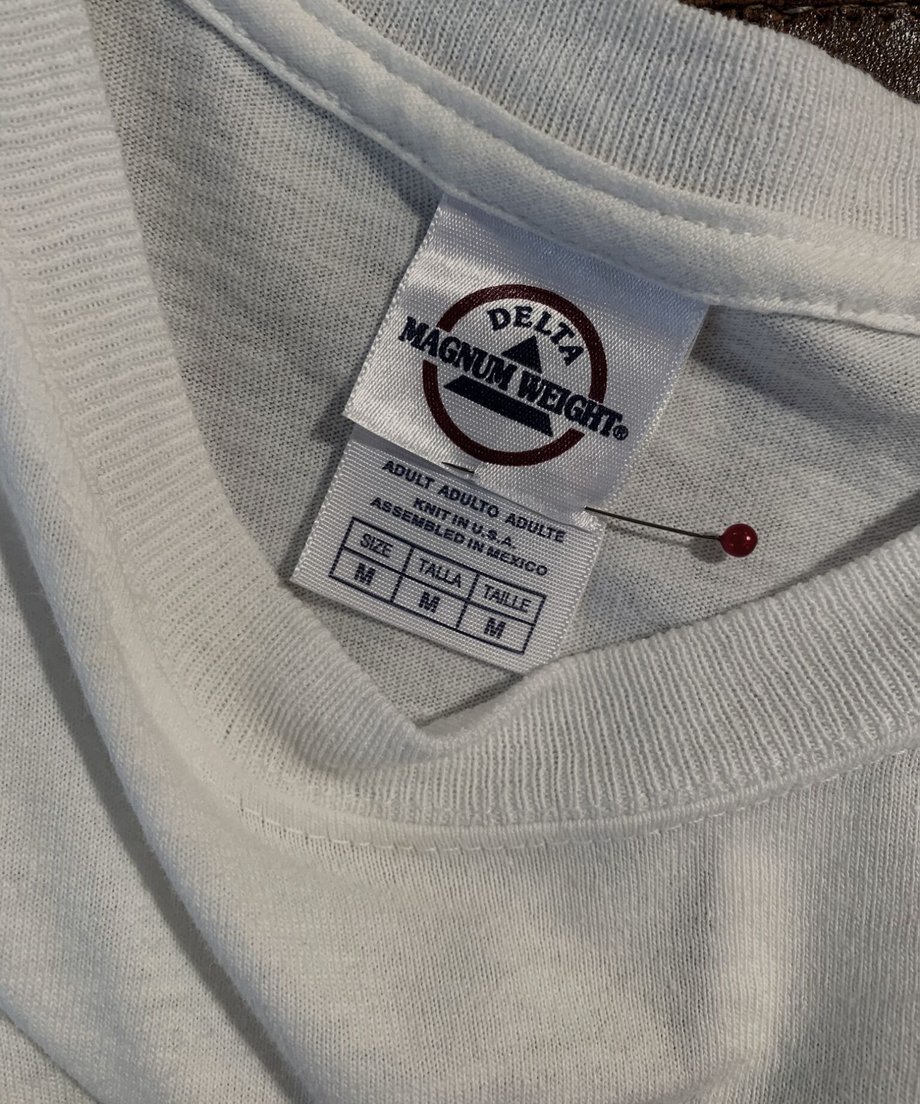 DELTA
MAGNUM WEIGHT®
ADULT ADULTO ADULTE
KNIT IN U.S.A.
ASSEMBLED IN MEXICO
SIZE TALLA TAILLE
M M M